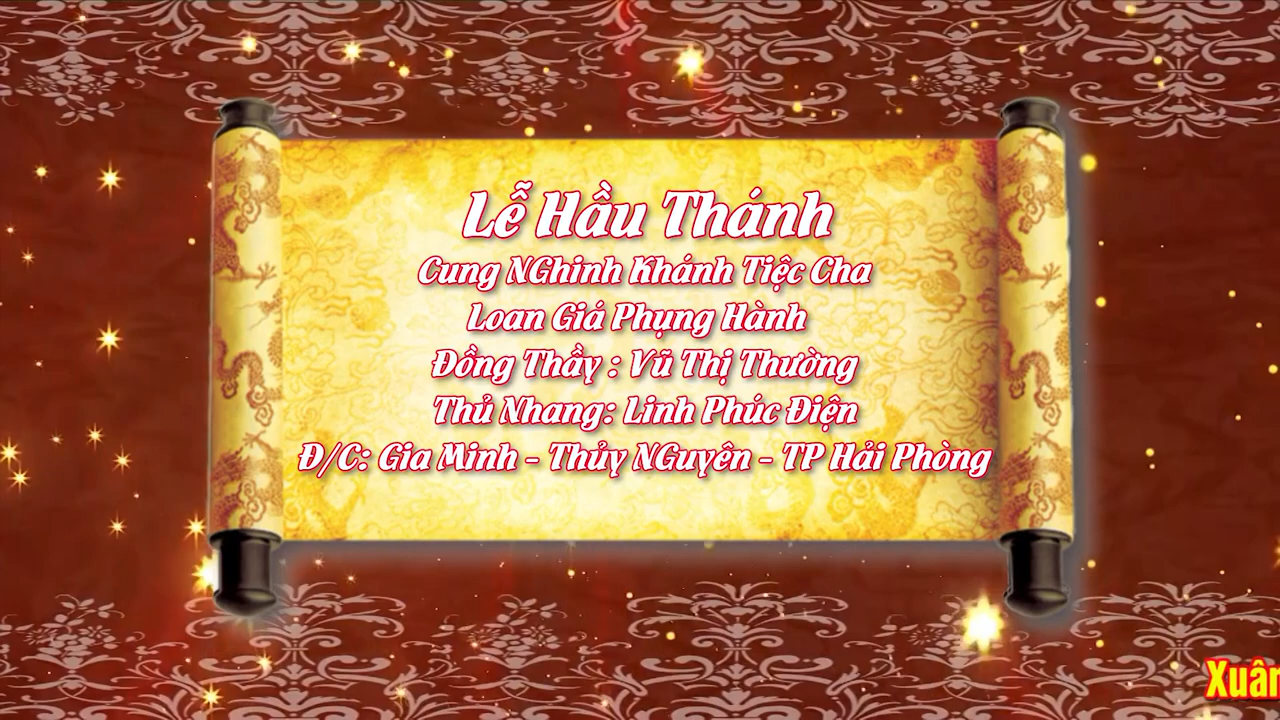 Lễ Hầu Thánh
Cung NGhinh Khánh Tiệc Cha
Loan Giá Phụng Hành
Đồng Thầy : Vũ Thị Thường
Thủ Nhang: Linh Phúc Điện
Đ/C: Gia Minh - Thủy NGuyên - TP Hải Phòng
Xuân